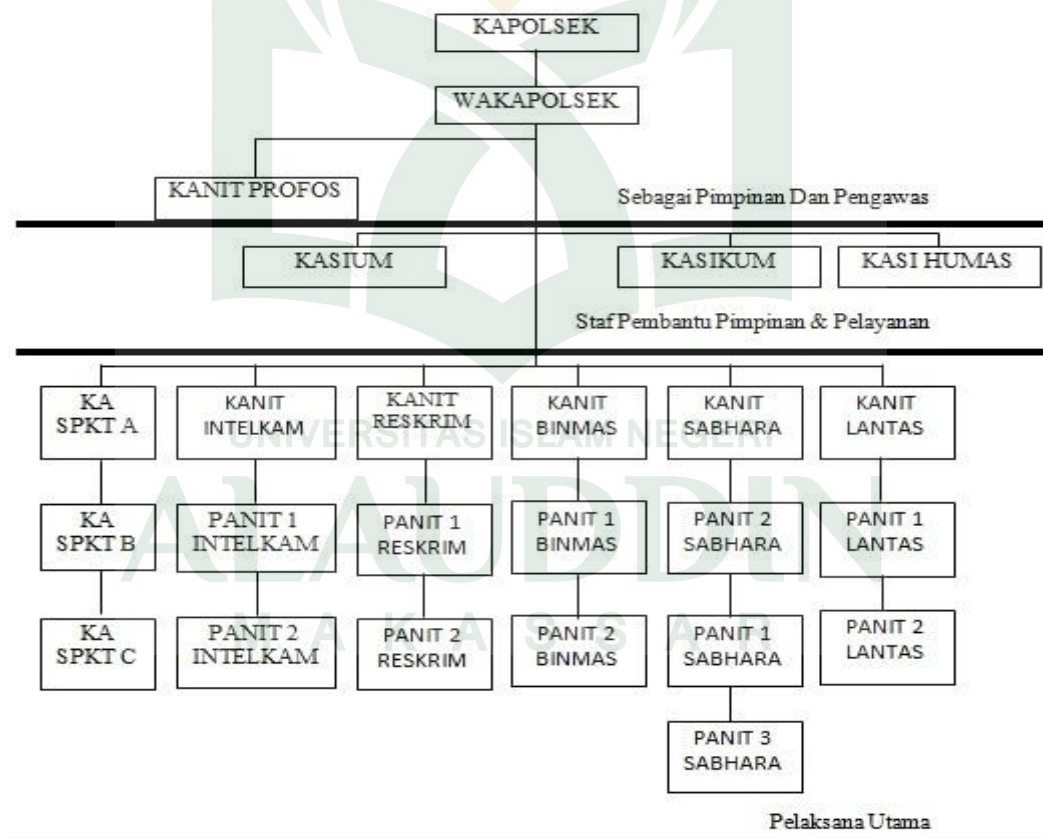 KAPOLSEK
WAKAPOLSEK
KANIT PROFOS
Sebagai Pimpinan Dan Pengawas
KASIUM
KASIKUM
KASI HUMAS
Staf Pembantu Pimpinan & Pelayanan
KA
SPKT A
KANIT
INTELKAM
KANIT
RESKRIM
KANIT
BINMAS
KANIT
SABHARA
KANIT
LANTAS
UNIVERSITAS ISLAM NEGERI
KA
SPKT B
PANIT 1
INTELKAM
PANIT 1
RESKRIM
PANIT 1
BINMAS
PANIT 2
SABHARA
PANIT 1
LANTAS
ALAUDDIN
KA
SPKT C
PANIT 2
INTELKAM
PANIT 2
RESKRIM
PANIT 2
BINMAS
PANIT 1
SABHARA
PANIT 2
LANTAS
MAKASSAR
PANIT 3
SABHARA
Pelaksana Utama